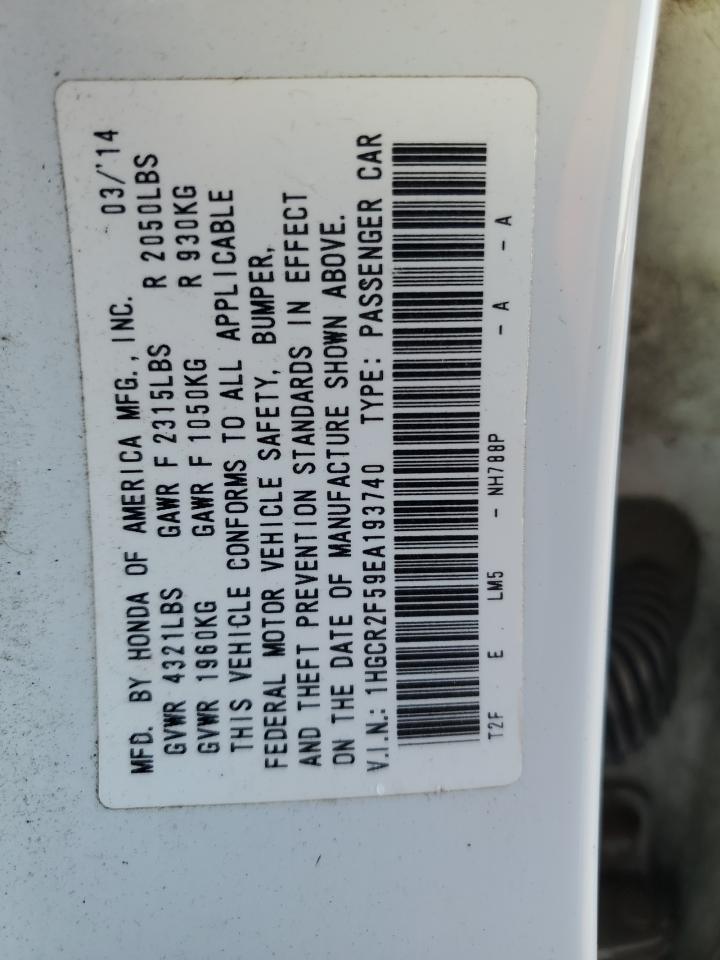 MFD. BY HONDA OF AMERICA MFG., INC. 03/'14
GVWR 4321LBS GAWR F 2315LBS R 2050LBS
GVWR 1960KG GAWR F 1050KG R 930KG
THIS VEHICLE CONFORMS TO ALL APPLICABLE
FEDERAL MOTOR VEHICLE SAFETY, BUMPER,
AND THEFT PREVENTION STANDARDS IN EFFECT
ON THE DATE OF MANUFACTURE SHOWN ABOVE.
V.I.N.: 1HGCR2F59EA193740 TYPE: PASSENGER CAR
T2F E LM5 - NH788P - A - A